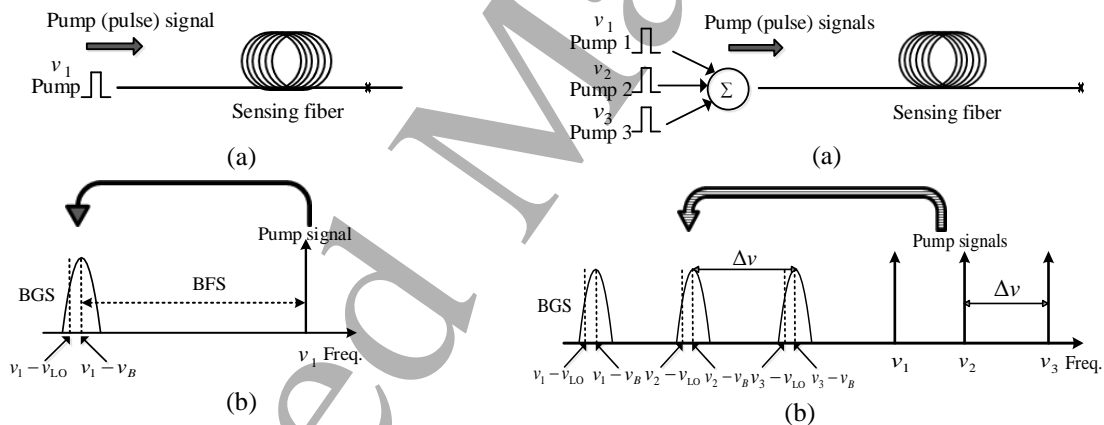 Pump (pulse) signal
v1
Pump
Sensing fiber
(a)
Pump signal
BGS
BFS
v1 Freq.
v1 − vLO
v1 − vB
(b)
v1
Pump 1
Pump (pulse) signals
v2
Pump 2
Σ
v3
Pump 3
Sensing fiber
(a)
Pump signals
Δv
BGS
Δv
v1
v2
v3 Freq.
v1 − vLO
v1 − vB
v2 − vLO
v2 − vB
v3 − vLO
v3 − vB
(b)
ed Ma